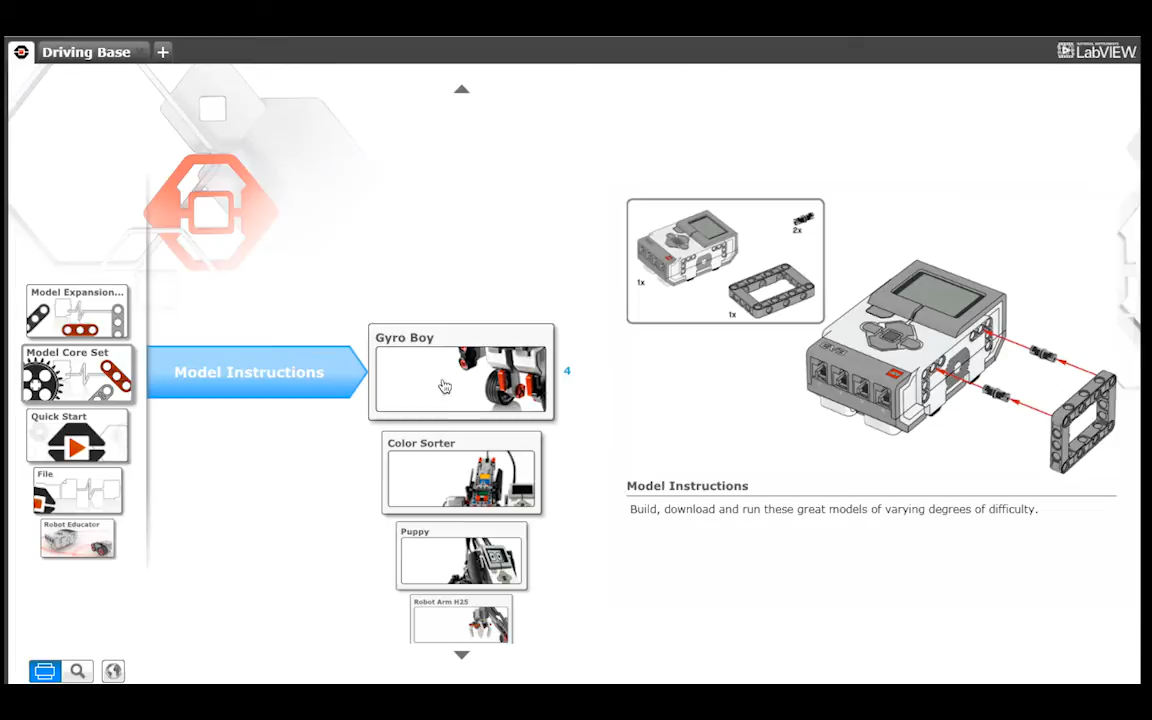 Driving Base
+
NATIONAL INSTRUMENTS
LabVIEW
Model Expansion...
Model Core Set
Quick Start
File
Robot Educator
Model Instructions
Gyro Boy
4
Color Sorter
Puppy
Robot Arm H25
1x
2x
1x
Model Instructions
Build, download and run these great models of varying degrees of difficulty.